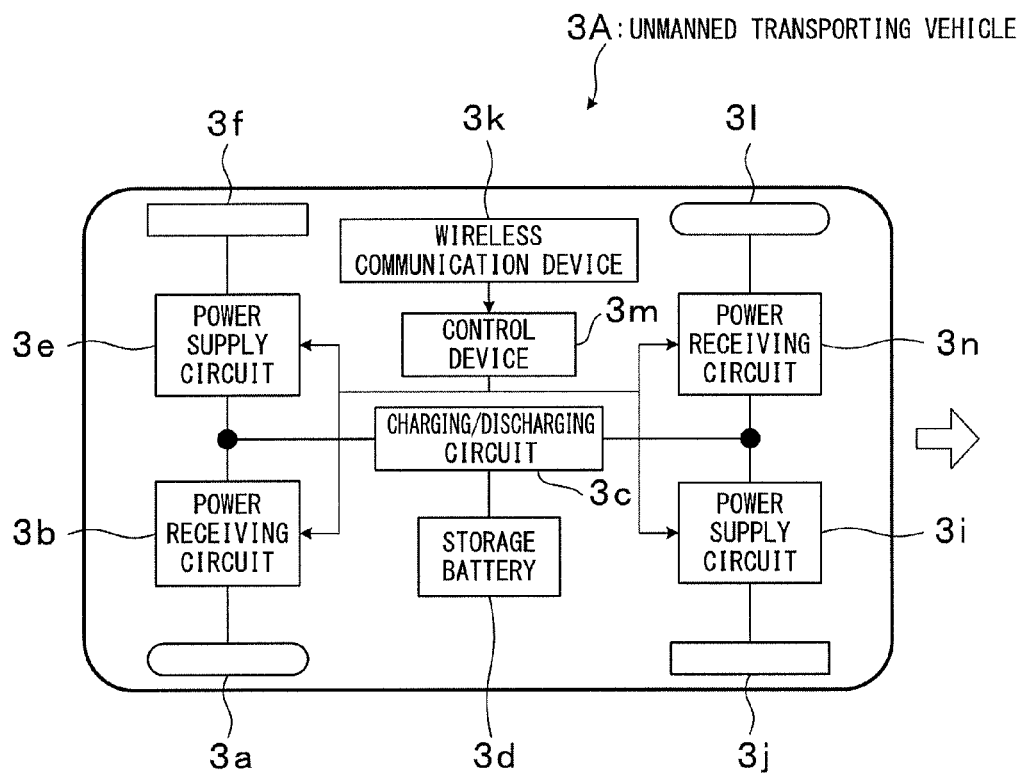 3A: UNMANNED TRANSPORTING VEHICLE
3f
3k
3l
WIRELESS
COMMUNICATION DEVICE
3e
POWER
SUPPLY
CIRCUIT
CONTROL
DEVICE
3m
POWER
RECEIVING
CIRCUIT
3n
CHARGING/DISCHARGING
CIRCUIT
3c
3b
POWER
RECEIVING
CIRCUIT
STORAGE
BATTERY
POWER
SUPPLY
CIRCUIT
3i
3a
3d
3j